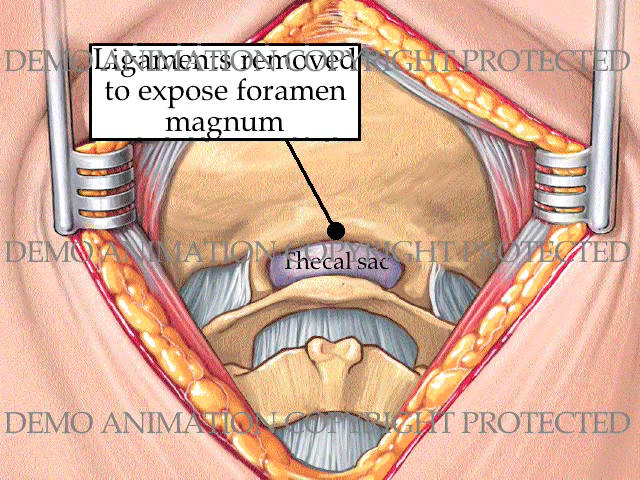 DEMO ANIMATION COPYRIGHT PROTECTED
Ligaments removed
to expose foramen
magnum
DEMO ANIMATION COPYRIGHT PROTECTED
Thecal sac
DEMO ANIMATION COPYRIGHT PROTECTED